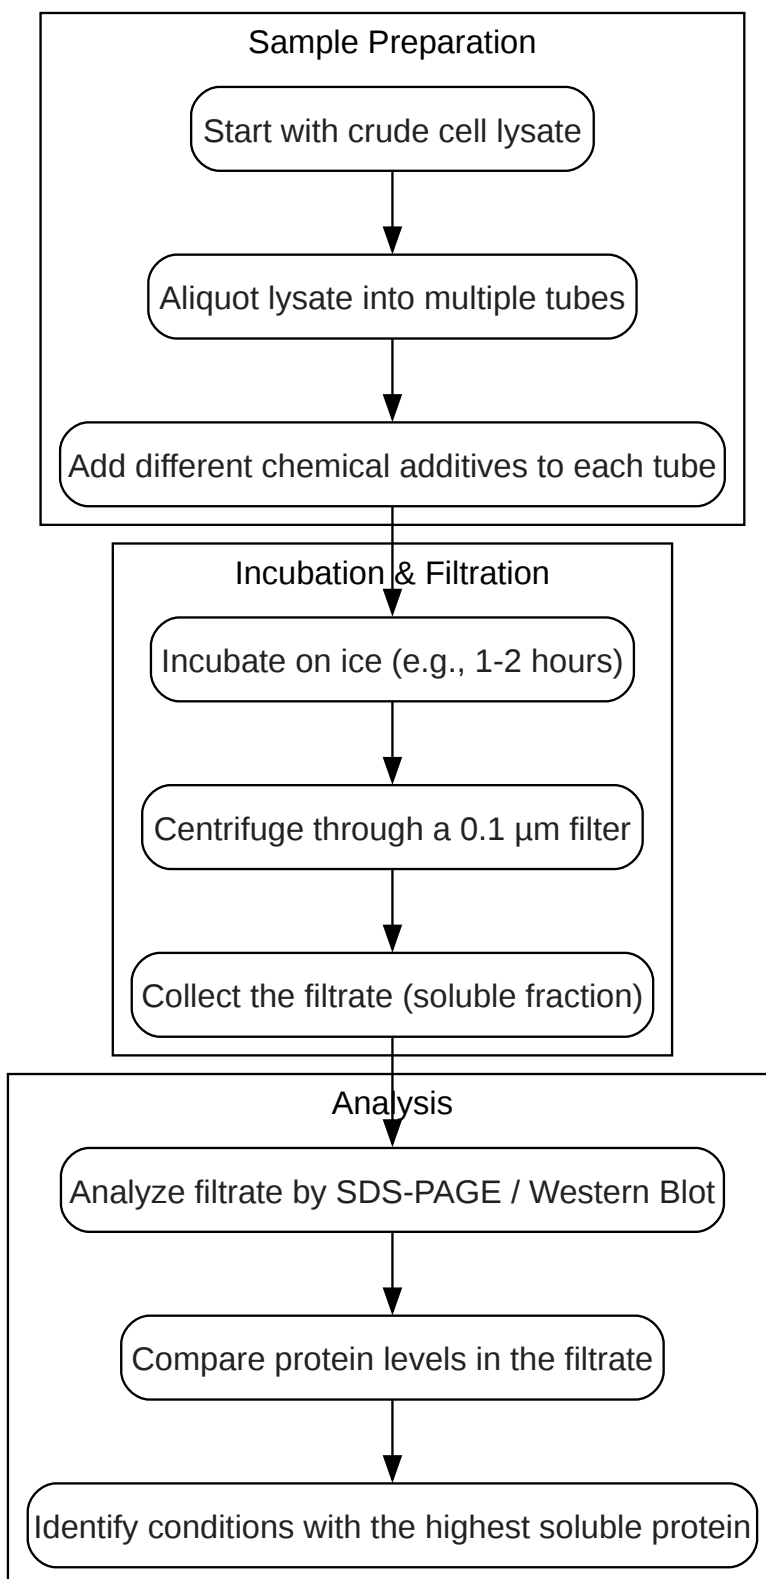 Sample Preparation
Start with crude cell lysate
Aliquot lysate into multiple tubes
Add different chemical additives to each tube
Incubation & Filtration
Incubate on ice (e.g., 1-2 hours)
Centrifuge through a 0.1 µm filter
Collect the filtrate (soluble fraction)
Analysis
Analyze filtrate by SDS-PAGE / Western Blot
Compare protein levels in the filtrate
Identify conditions with the highest soluble protein